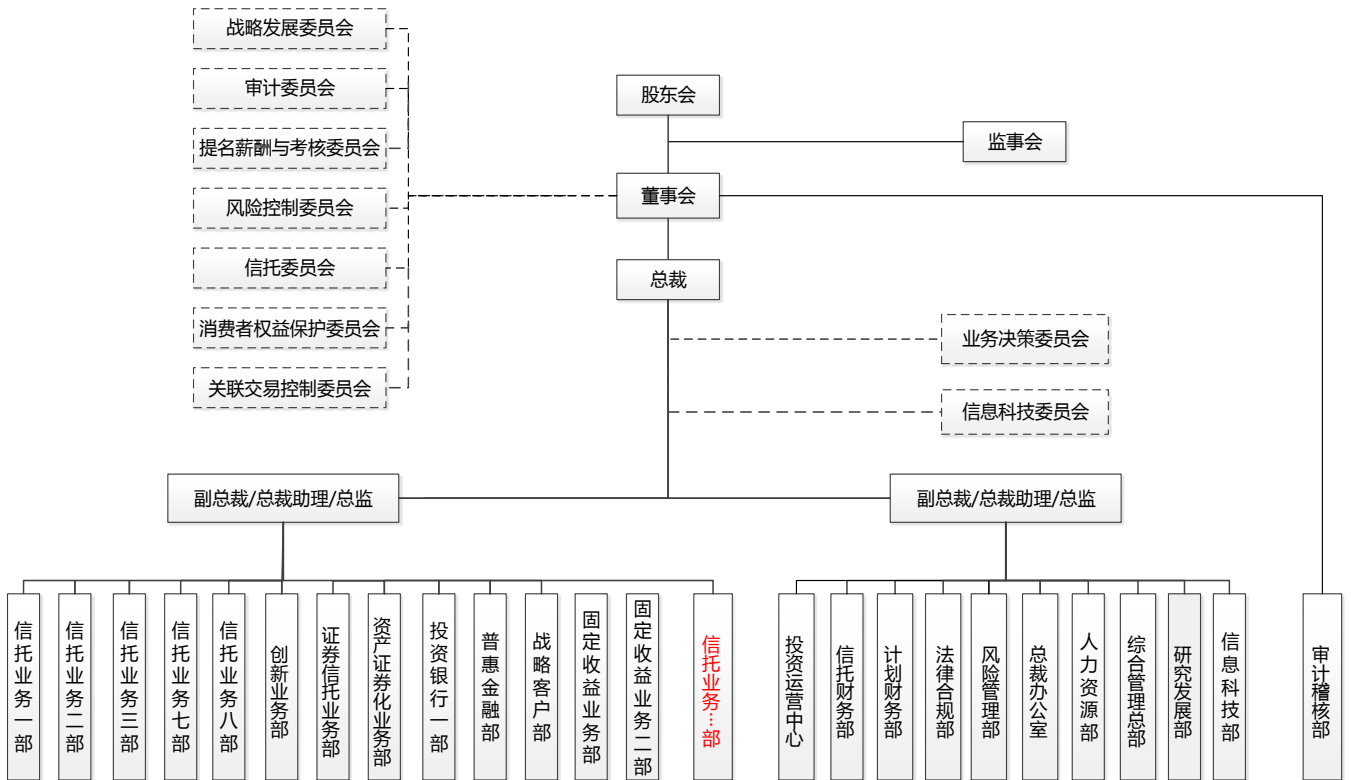 战略发展委员会
审计委员会
提名薪酬与考核委员会
风险控制委员会
信托委员会
消费者权益保护委员会
关联交易控制委员会
股东会
监事会
董事会
总裁
业务决策委员会
信息科技委员会
副总裁/总裁助理/总监
副总裁/总裁助理/总监
信托业务一部
信托业务二部
信托业务三部
信托业务七部
信托业务八部
创新业务部
证券信托业务部
资产证券化业务部
投资银行一部
普惠金融部
战略客户部
固定收益业务部
固定收益业务二部
信托业务…部
投资运营中心
信托财务部
计划财务部
法律合规部
风险管理部
总裁办公室
人力资源部
综合管理总部
研究发展部
信息科技部
审计稽核部